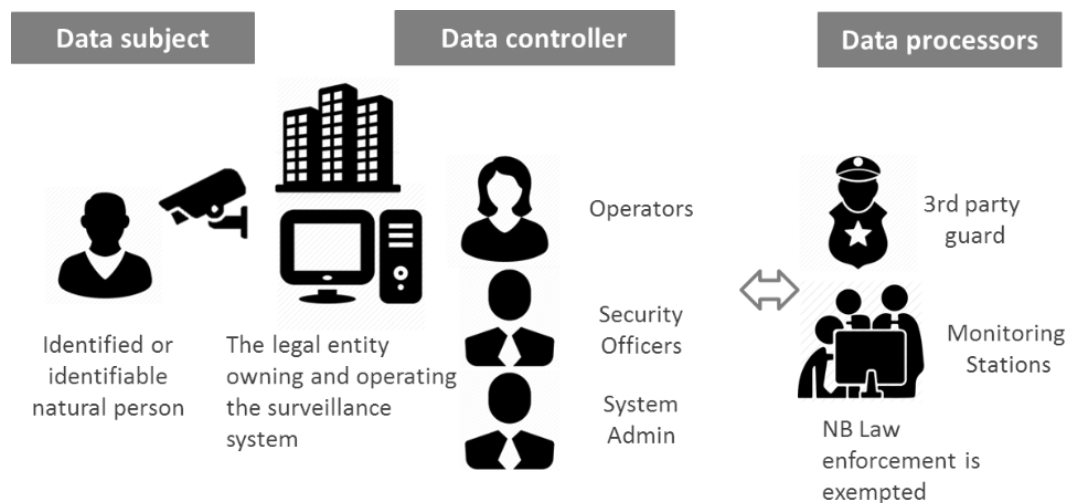 Data subject
Identified or
identifiable
natural person
Data controller
The legal entity
owning and operating
the surveillance
system
Operators
Security
Officers
System
Admin
Data processors
3rd party
guard
Monitoring
Stations
NB Law
enforcement is
exempted